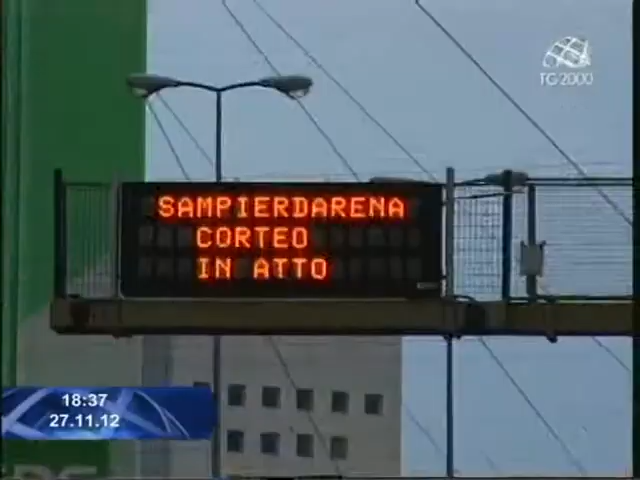 TG2000
SAMPIERDARENA
CORTEO
IN ATTO
18:37
27.11.12